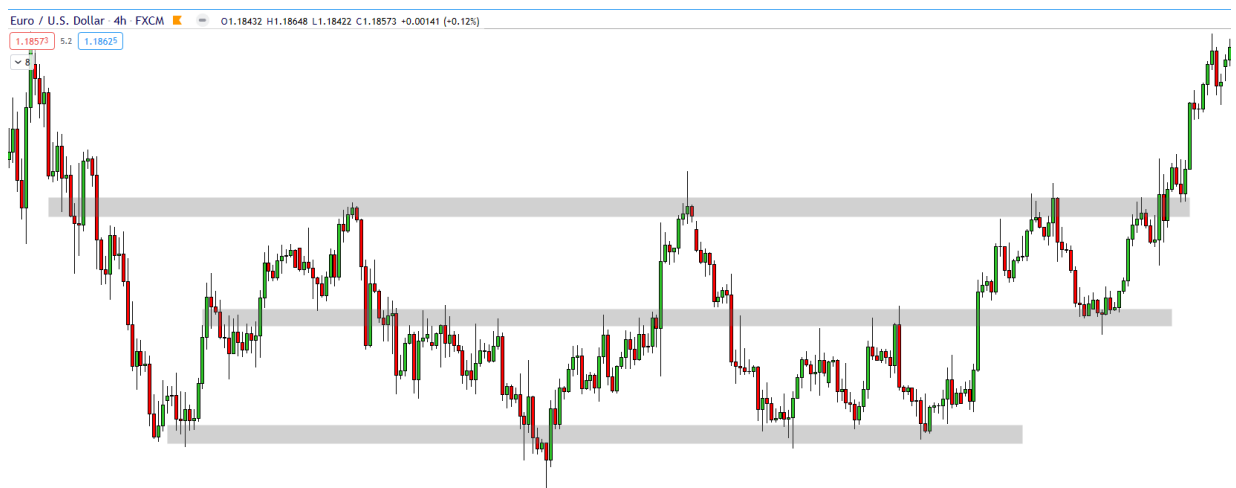 Euro / U.S. Dollar · 4h · FXCM O1.18432 H1.18648 L1.18422 C1.18573 +0.00141 (+0.12%)
1.18573 5.2 1.18625
8